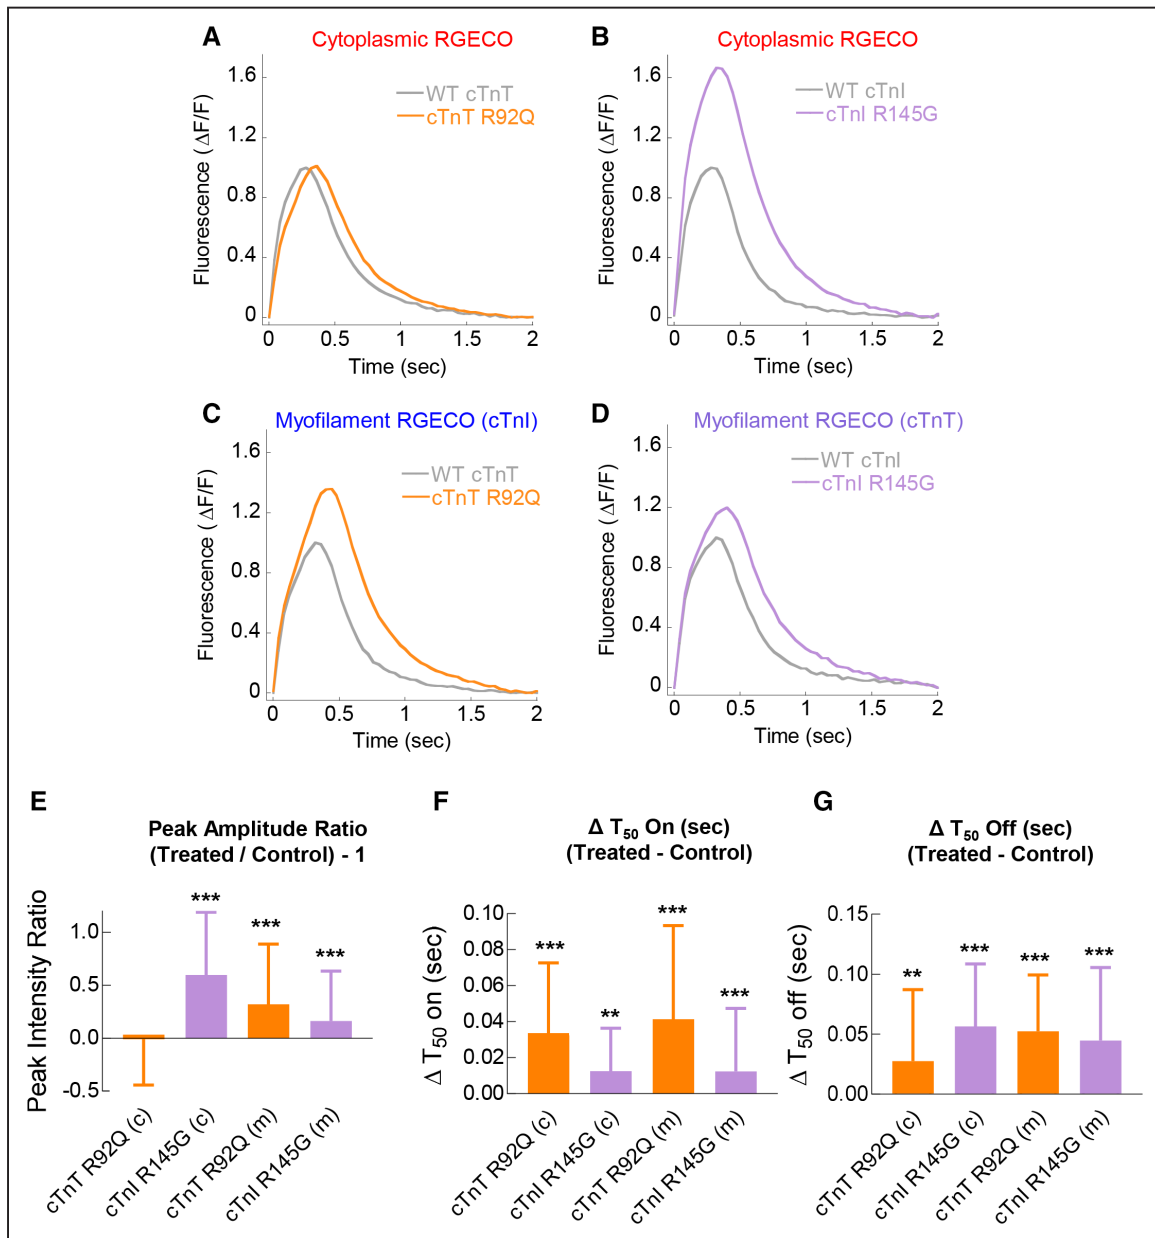 A
Cytoplasmic RGECO
Fluorescence (ΔF/F)
1.6
1.2
0.8
0.4
0
WT cTnT
cTnT R92Q
0
0.5
1
1.5
2
Time (sec)
B
Cytoplasmic RGECO
Fluorescence (ΔF/F)
1.6
1.2
0.8
0.4
0
WT cTnI
cTnI R145G
0
0.5
1
1.5
2
Time (sec)
C
Myofilament RGECO (cTnI)
Fluorescence (ΔF/F)
1.6
1.2
0.8
0.4
0
WT cTnT
cTnT R92Q
0
0.5
1
1.5
2
Time (sec)
D
Myofilament RGECO (cTnT)
Fluorescence (ΔF/F)
1.6
1.2
0.8
0.4
0
WT cTnI
cTnI R145G
0
0.5
1
1.5
2
Time (sec)
E
Peak Amplitude Ratio
(Treated / Control) - 1
Peak Intensity Ratio
1.0
0.5
0.0
-0.5
***
***
***
cTnT R92Q (c)
cTnI R145G (c)
cTnT R92Q (m)
cTnI R145G (m)
F
Δ T50 On (sec)
(Treated - Control)
Δ T50 on (sec)
0.10
0.08
0.06
0.04
0.02
0.00
***
**
***
***
cTnT R92Q (c)
cTnI R145G (c)
cTnT R92Q (m)
cTnI R145G (m)
G
Δ T50 Off (sec)
(Treated - Control)
Δ T50 off (sec)
0.15
0.10
0.05
0.00
**
***
***
***
cTnT R92Q (c)
cTnI R145G (c)
cTnT R92Q (m)
cTnI R145G (m)